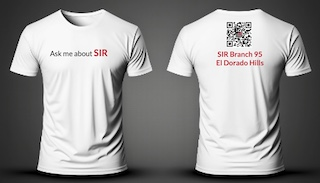 Ask me about SIR
SIR Branch 95
El Dorado Hills